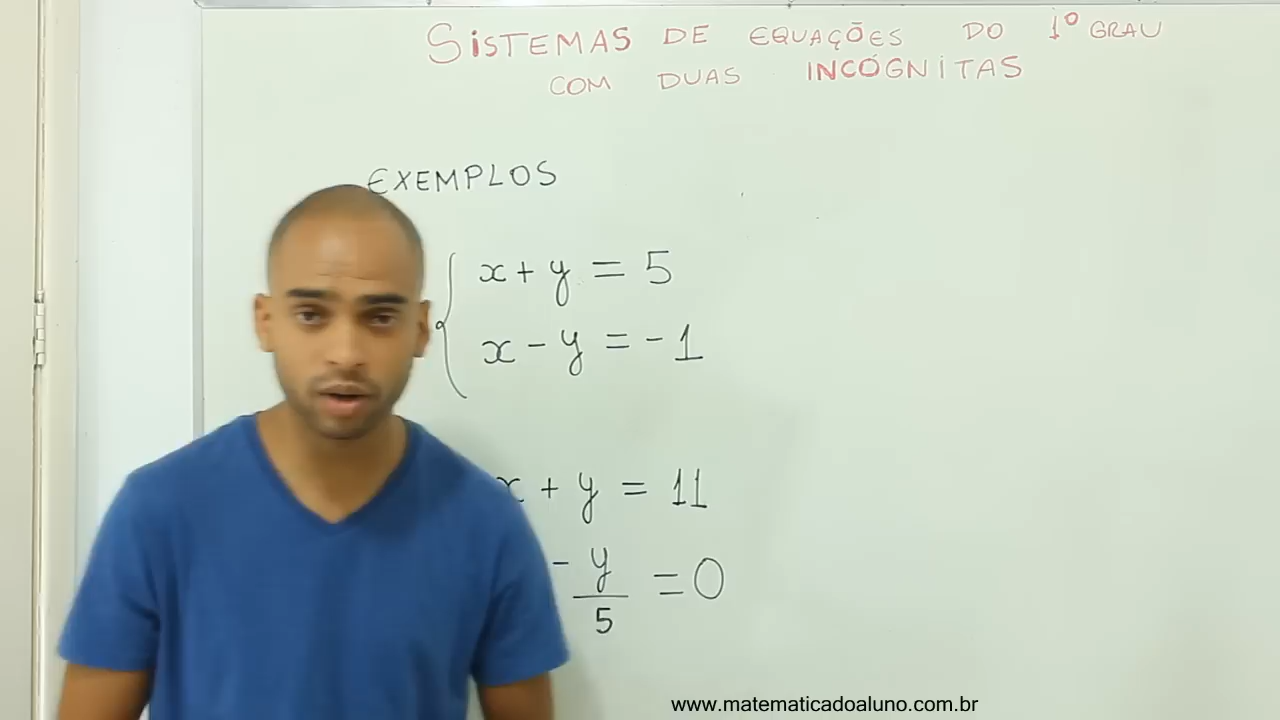 SISTEMAS DE EQUAÇÕES DO 1º GRAU
COM DUAS INCÓGNITAS
EXEMPLOS
x + y = 5
x - y = -1
x + y = 11
- y/5 = 0
www.matematicadoaluno.com.br